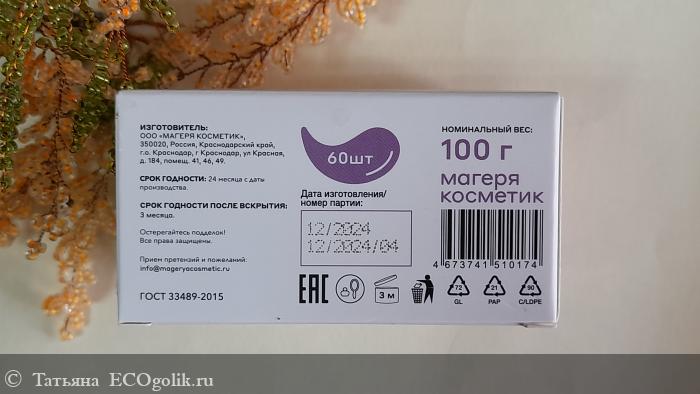 ИЗГОТОВИТЕЛЬ:
ООО «МАГЕРЯ КОСМЕТИК»,
350020, Россия, Краснодарский край,
г.о. Краснодар, г Краснодар, ул Красная,
д. 184, помещ. 41, 46, 49.
СРОК ГОДНОСТИ: 24 месяца с даты
производства.
СРОК ГОДНОСТИ ПОСЛЕ ВСКРЫТИЯ:
3 месяца.
Остерегайтесь подделок!
Все права защищены.
Прием претензий и пожеланий:
info@mageryacosmetic.ru
ГОСТ 33489-2015
60шт
Дата изготовления/
номер партии:
12/2024
12/2024/04
EAC
3 м
НОМИНАЛЬНЫЙ ВЕС:
100 г
магеря
косметик
4 673741 510174
72
GL
21
PAP
90
C/LDPE
© Татьяна ECOgolik.ru